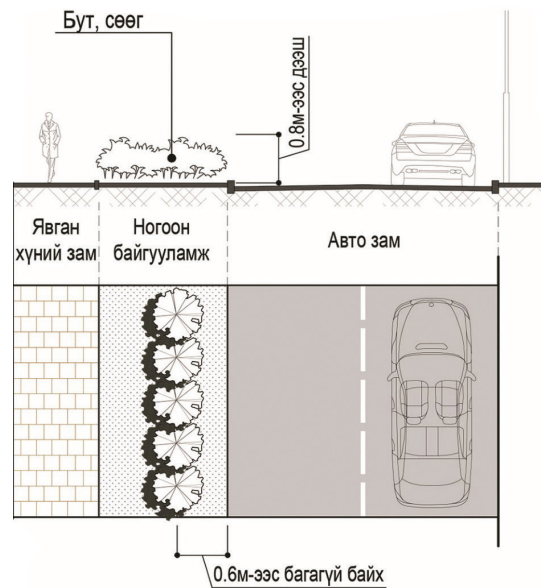 Бут, сөөг
0.8м-ээс дээш
Явган
хүний зам
Ногоон
байгууламж
Авто зам
0.6м-ээс багагүй байх